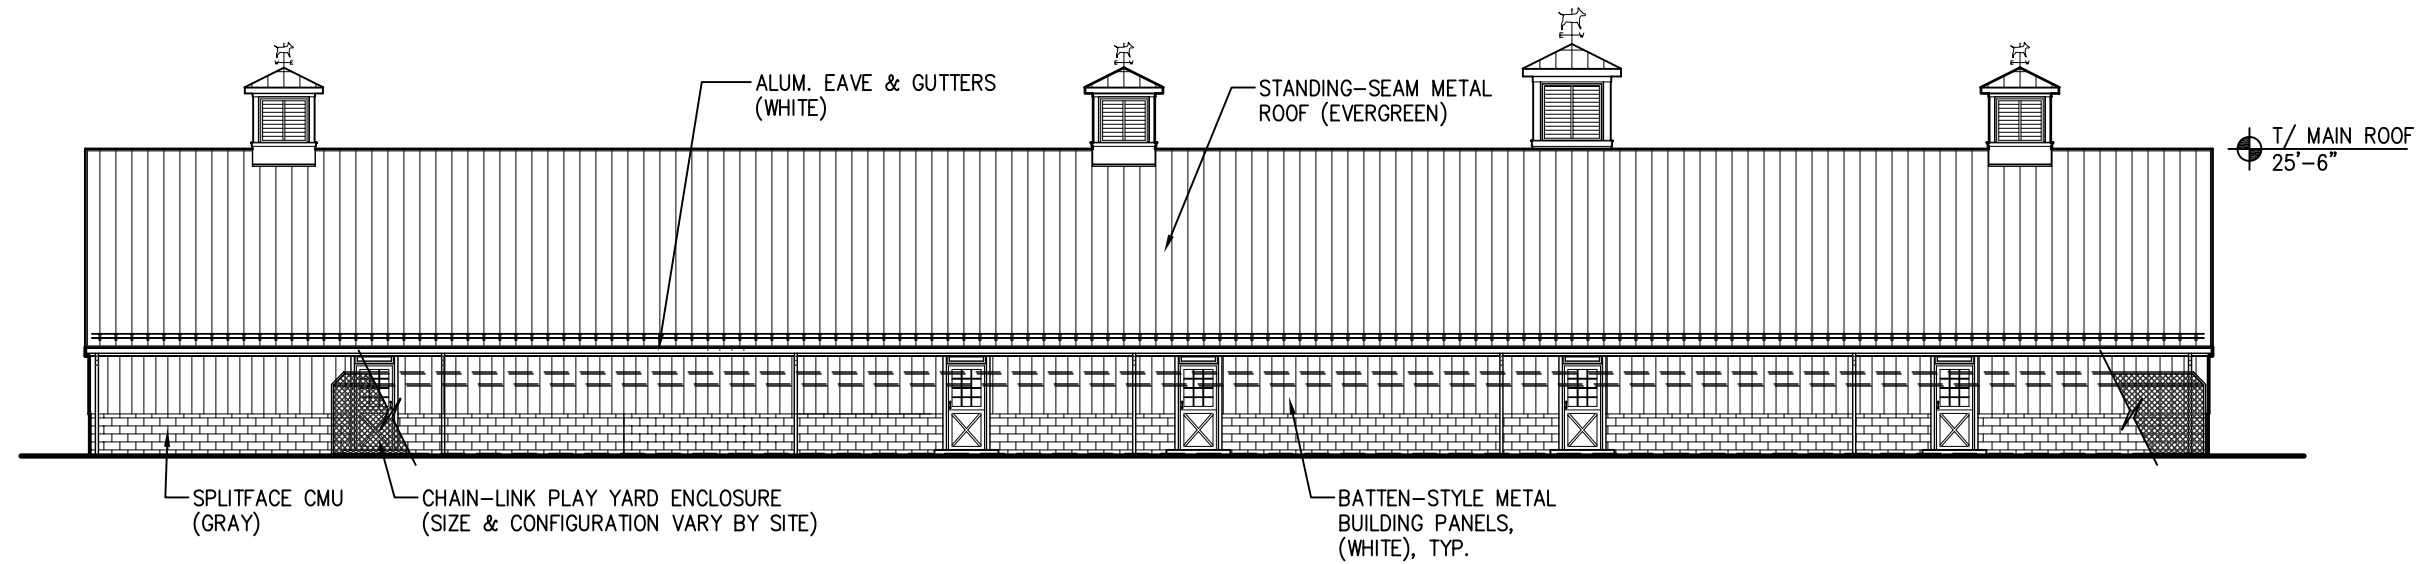 ALUM. EAVE & GUTTERS
(WHITE)
STANDING-SEAM METAL
ROOF (EVERGREEN)
T/ MAIN ROOF
25'-6"
SPLITFACE CMU
(GRAY)
CHAIN-LINK PLAY YARD ENCLOSURE
(SIZE & CONFIGURATION VARY BY SITE)
BATTEN-STYLE METAL
BUILDING PANELS,
(WHITE), TYP.